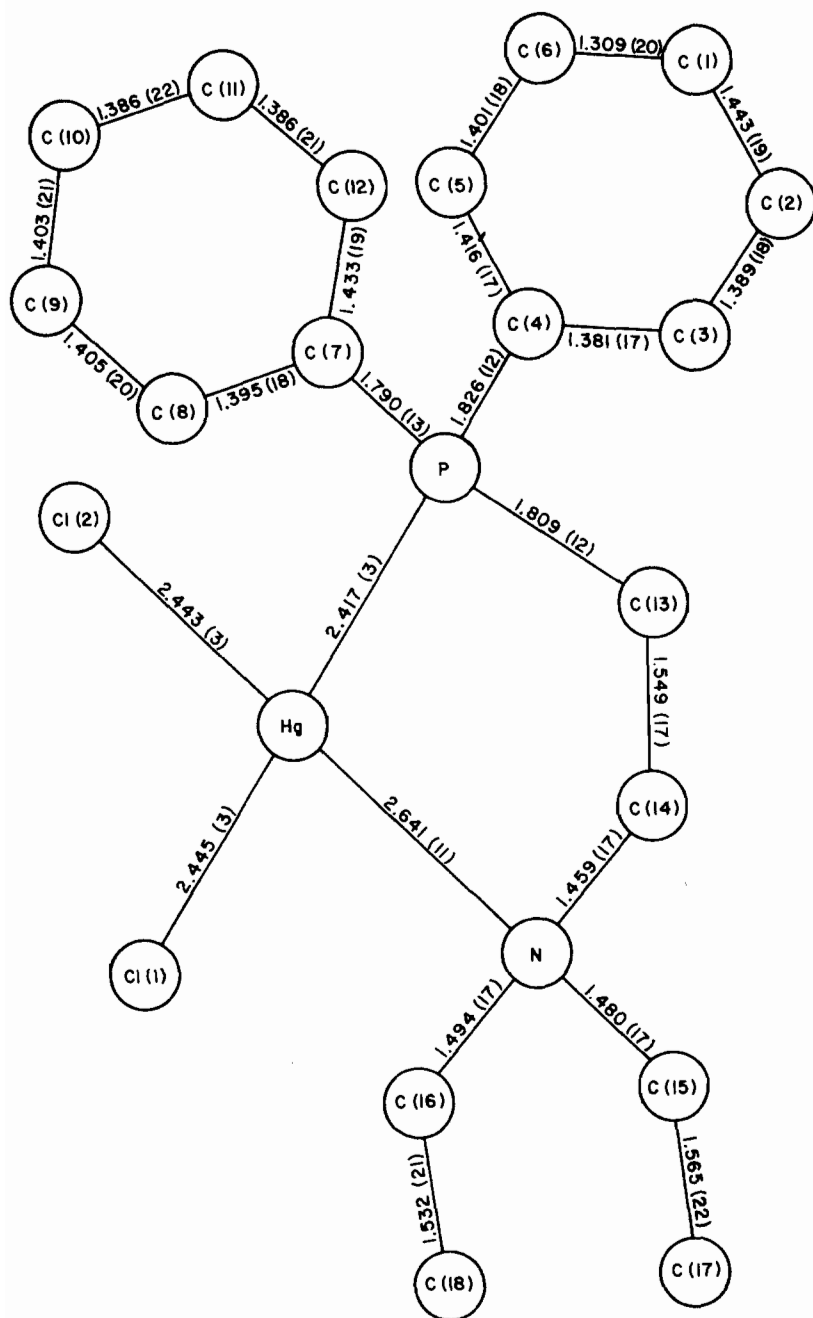 C (6)
1.309 (20)
C (1)
C (11)
1.386 (22)
C (10)
1.386 (21)
1.401 (18)
1.443 (19)
C (12)
C (5)
C (2)
1.403 (21)
1.433 (19)
1.416 (17)
1.389 (18)
C (9)
C (4)
C (3)
1.381 (17)
C (7)
1.405 (20)
1.395 (18)
C (8)
1.790 (13)
1.826 (12)
P
Cl (2)
1.809 (12)
2.443 (3)
2.417 (3)
C (13)
1.549 (17)
Hg
C (14)
2.445 (3)
2.641 (11)
1.459 (17)
N
Cl (1)
1.494 (17)
1.480 (17)
C (16)
C (15)
1.532 (21)
1.565 (22)
C (18)
C (17)